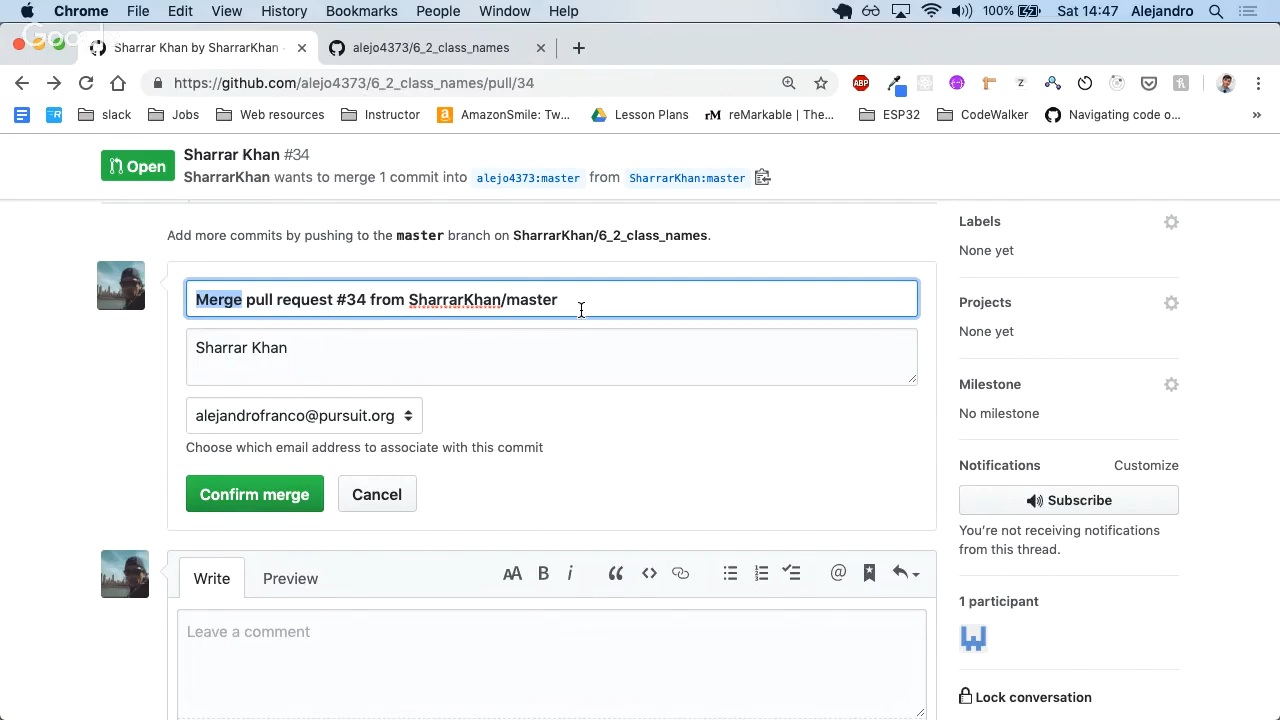 Chrome File Edit View History Bookmarks People Window Help 100% Sat 14:47 Alejandro
Sharrar Khan by SharrarKhan
alejo4373/6_2_class_names
https://github.com/alejo4373/6_2_class_names/pull/34
ABP
Z
slack Jobs Web resources Instructor AmazonSmile: Tw... Lesson Plans rM reMarkable | The... ESP32 CodeWalker Navigating code o... »
Open
Sharrar Khan #34
SharrarKhan wants to merge 1 commit into alejo4373:master from SharrarKhan:master
Add more commits by pushing to the master branch on SharrarKhan/6_2_class_names.
Merge pull request #34 from SharrarKhan/master
Sharrar Khan
alejandrofranco@pursuit.org
Choose which email address to associate with this commit
Confirm merge Cancel
Write Preview
Leave a comment
Labels
None yet
Projects
None yet
Milestone
No milestone
Notifications Customize
Subscribe
You're not receiving notifications
from this thread.
1 participant
Lock conversation